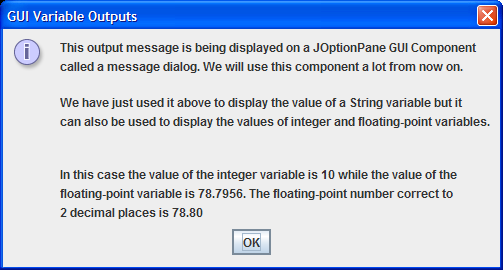 GUI Variable Outputs
This output message is being displayed on a JOptionPane GUI Component
called a message dialog. We will use this component a lot from now on.
We have just used it above to display the value of a String variable but it
can also be used to display the values of integer and floating-point variables.
In this case the value of the integer variable is 10 while the value of the
floating-point variable is 78.7956. The floating-point number correct to
2 decimal places is 78.80
OK